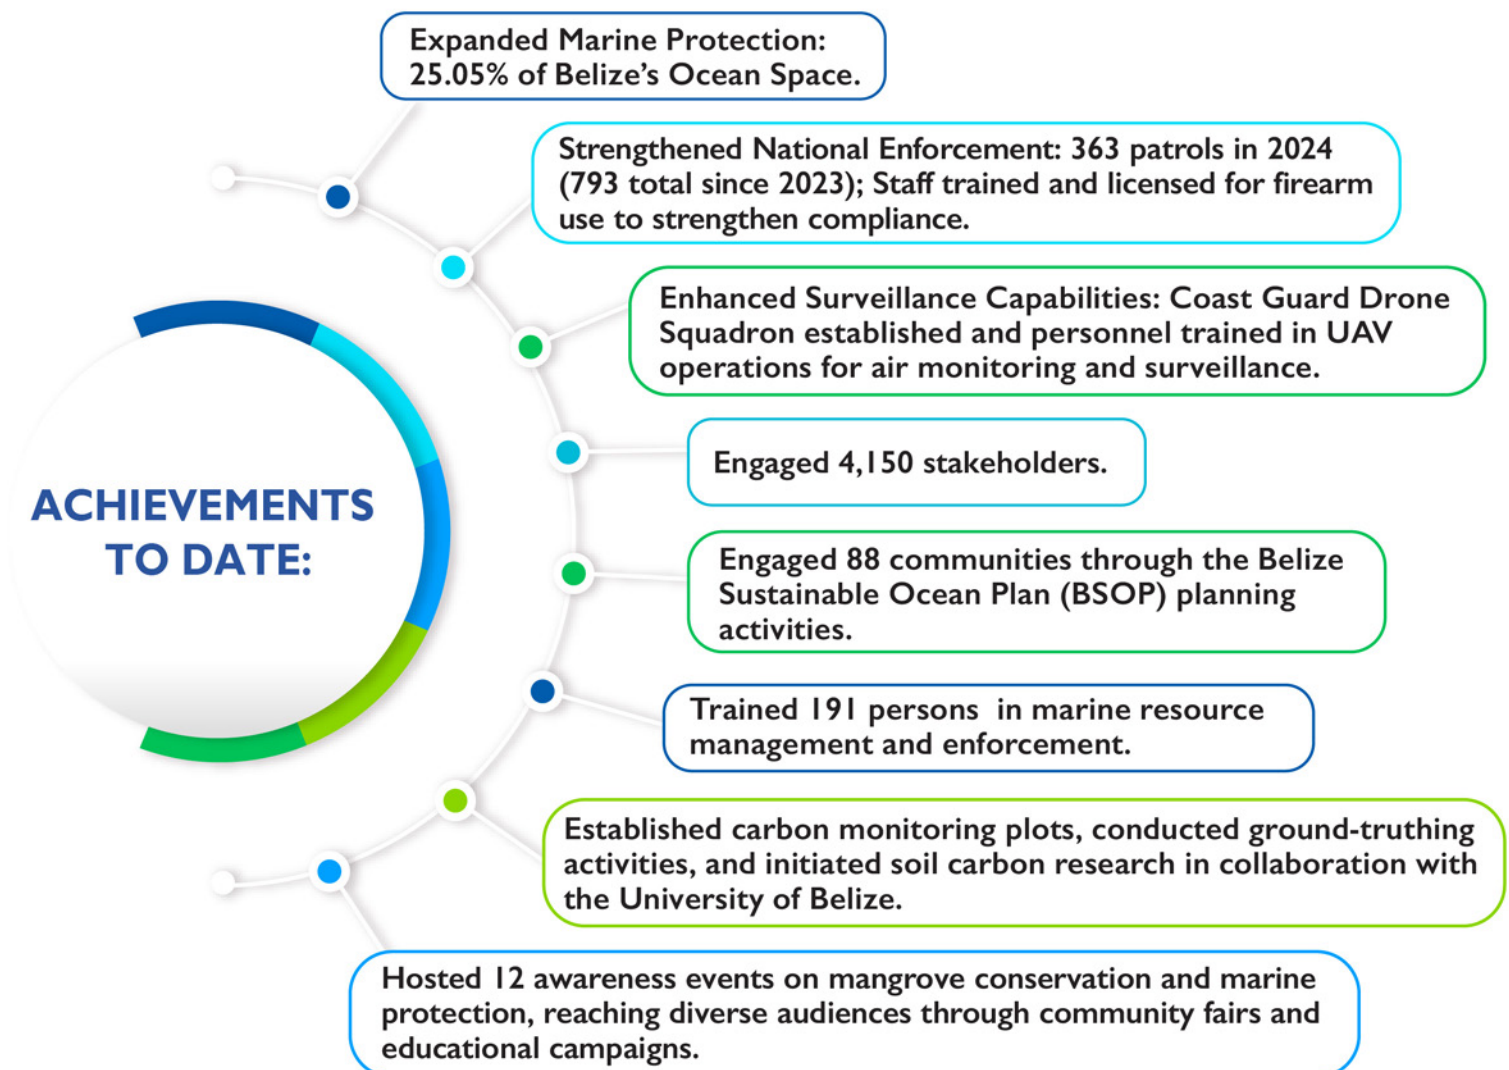 Expanded Marine Protection:
25.05% of Belize's Ocean Space.
Strengthened National Enforcement: 363 patrols in 2024
(793 total since 2023); Staff trained and licensed for firearm
use to strengthen compliance.
Enhanced Surveillance Capabilities: Coast Guard Drone
Squadron established and personnel trained in UAV
operations for air monitoring and surveillance.
Engaged 4,150 stakeholders.
ACHIEVEMENTS
TO DATE:
Engaged 88 communities through the Belize
Sustainable Ocean Plan (BSOP) planning
activities.
Trained 191 persons  in marine resource
management and enforcement.
Established carbon monitoring plots, conducted ground-truthing
activities, and initiated soil carbon research in collaboration with
the University of Belize.
Hosted 12 awareness events on mangrove conservation and marine
protection, reaching diverse audiences through community fairs and
educational campaigns.